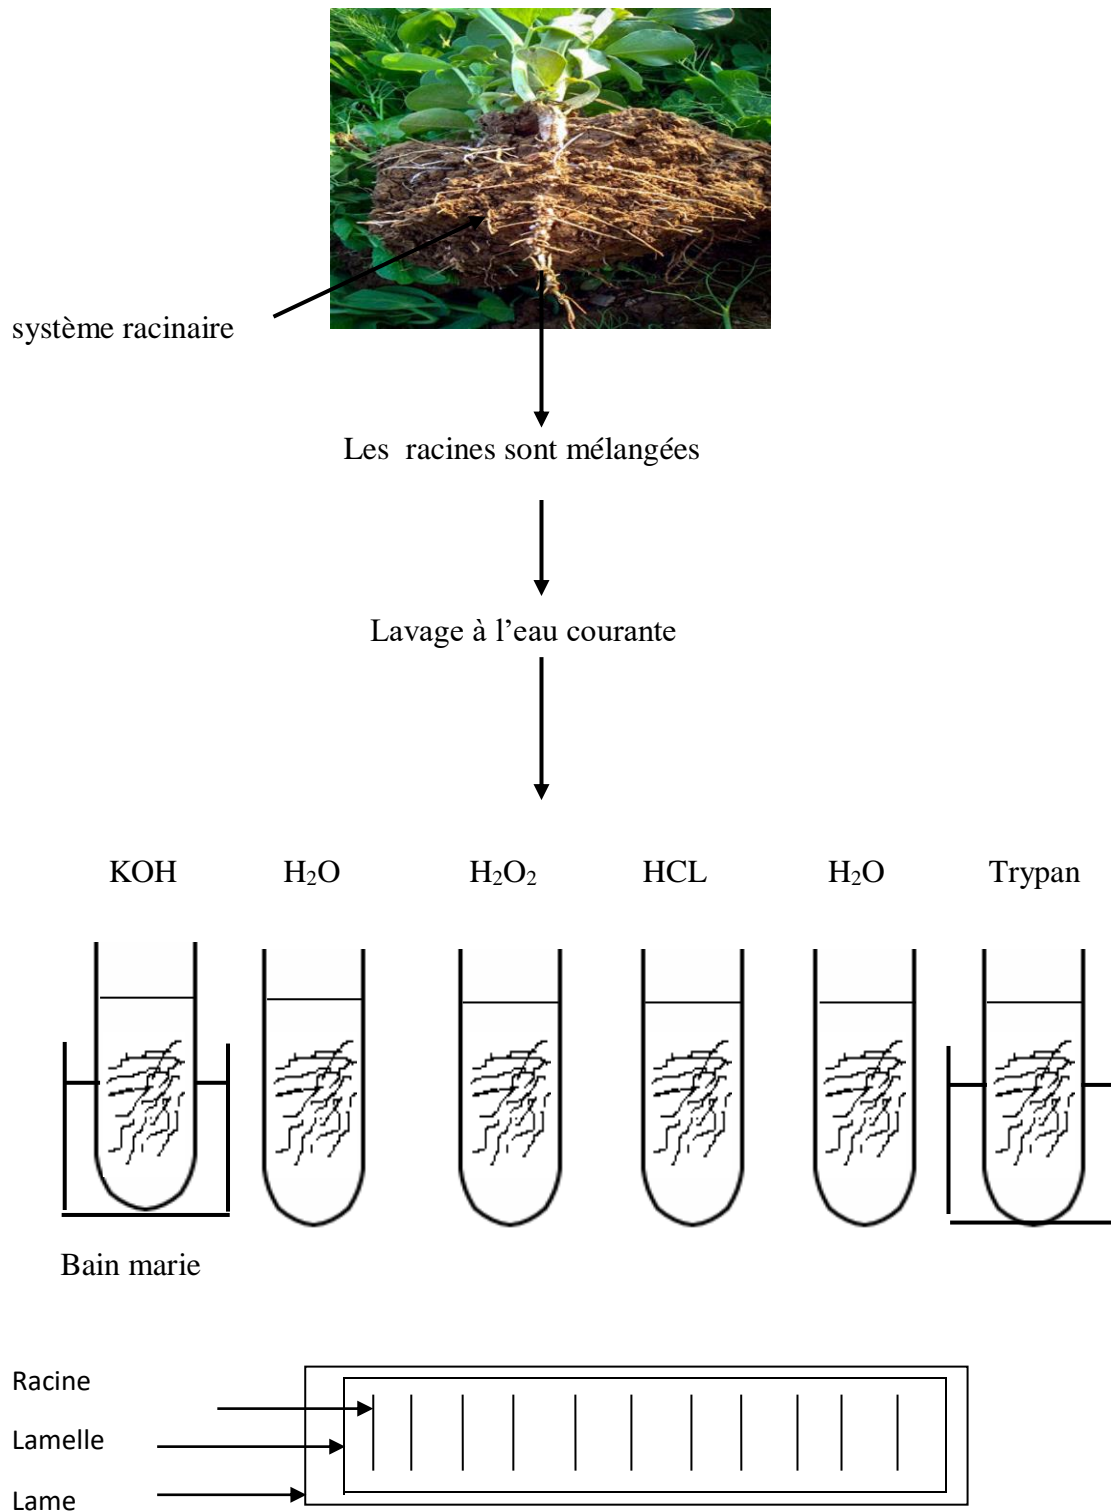 système racinaire
Les racines sont mélangées
Lavage à l’eau courante
KOH H₂O H₂O₂ HCL H₂O Trypan
Bain marie
Racine
Lamelle
Lame